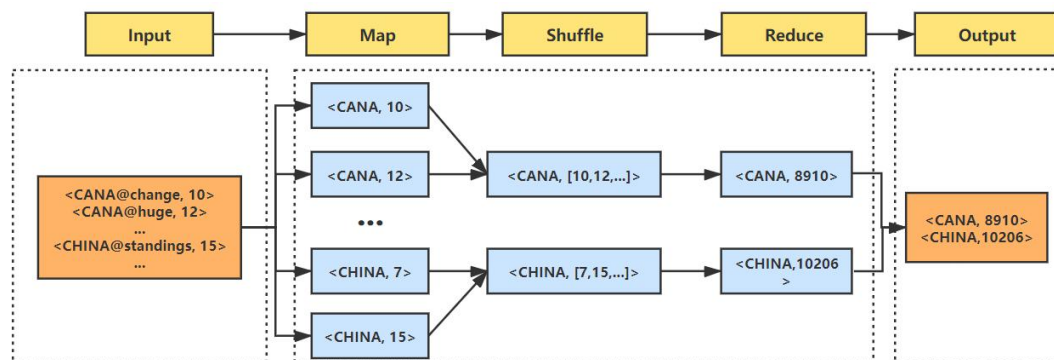 Input
Map
Shuffle
Reduce
Output
<CANA@change, 10>
<CANA@huge, 12>
...
<CHINA@standings, 15>
...
<CANA, 10>
<CANA, 12>
...
<CHINA, 7>
<CHINA, 15>
<CANA, [10,12,...]>
<CHINA, [7,15,...]>
<CANA, 8910>
<CHINA,10206
>
<CANA, 8910>
<CHINA,10206>